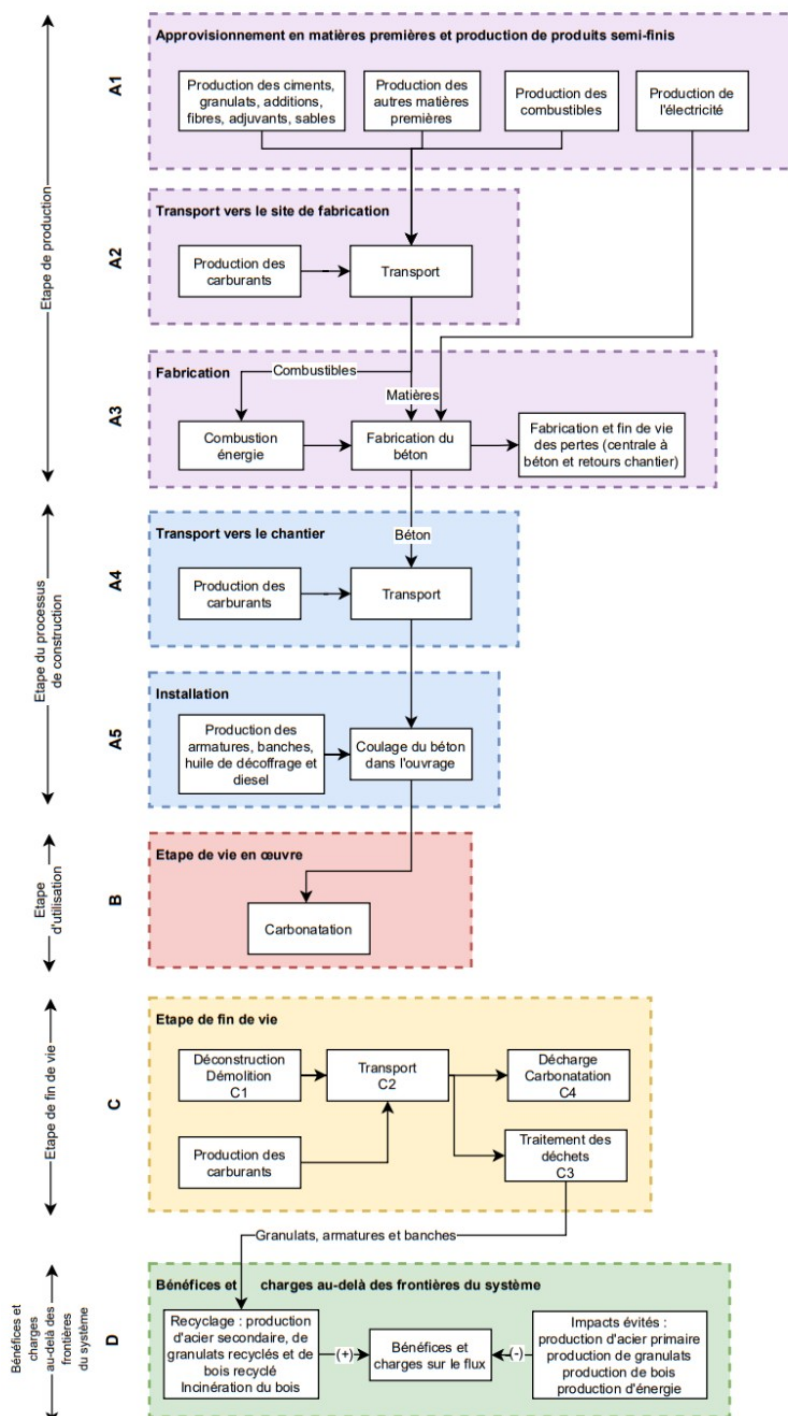 Approvisionnement en matières premières et production de produits semi-finis
A1
Production des ciments,
granulats, additions,
fibres, adjuvants, sables
Production des
autres matières
premières
Production des
combustibles
Production de
l'électricité
Etape de production
Transport vers le site de fabrication
A2
Production des
carburants
Transport
Fabrication
A3
Combustibles
Matières
Combustion
énergie
Fabrication du
béton
Fabrication et fin de vie
des pertes (centrale à
béton et retours chantier)
Etape du processus
de construction
Transport vers le chantier
A4
Béton
Production des
carburants
Transport
Installation
A5
Production des
armatures, banches,
huile de décoffrage et
diesel
Coulage du béton
dans l'ouvrage
Etape
d'utilisation
B
Etape de vie en œuvre
Carbonatation
Etape de fin de vie
C
Etape de fin de vie
Déconstruction
Démolition
C1
Transport
C2
Décharge
Carbonatation
C4
Production des
carburants
Traitement des
déchets
C3
Granulats, armatures et banches
Bénéfices et
charges
au-delà des
frontières
du système
D
Bénéfices et charges au-delà des frontières du système
Recyclage : production
d'acier secondaire, de
granulats recyclés et de
bois recyclé
Incinération du bois
(+)
Bénéfices et
charges sur le flux
(-)
Impacts évités :
production d'acier primaire
production de granulats
production de bois
production d'énergie